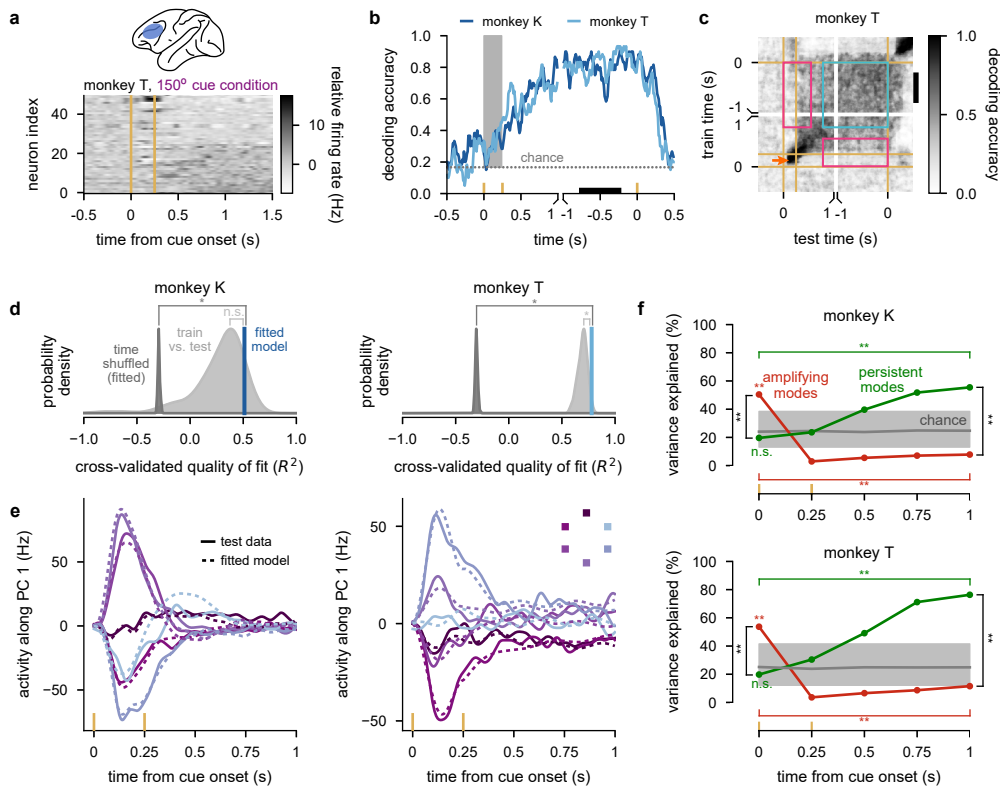 a
monkey T, 150° cue condition
neuron index
40
20
0
-0.5
0
0.5
1
1.5
time from cue onset (s)
10
0
relative firing rate (Hz)
b
monkey K
monkey T
decoding accuracy
1.0
0.8
0.6
0.4
0.2
0.0
chance
-0.5
0
0.5
1
-1
-0.5
0
0.5
time (s)
c
monkey T
train time (s)
0
-1
1
0
0
1
-1
0
test time (s)
1.0
0.0
decoding accuracy
d
monkey K
*
n.s.
probability density
time shuffled (fitted)
train vs. test
fitted model
-1.0
-0.5
0.0
0.5
1.0
cross-validated quality of fit (R²)
monkey T
*
*
probability density
-1.0
-0.5
0.0
0.5
1.0
cross-validated quality of fit (R²)
e
activity along PC 1 (Hz)
50
0
−50
test data
fitted model
0
0.25
0.5
0.75
1
time from cue onset (s)
activity along PC 1 (Hz)
50
0
−50
0
0.25
0.5
0.75
1
time from cue onset (s)
f
monkey K
variance explained (%)
100
80
60
40
20
0
**
**
amplifying modes
persistent modes
**
chance
**
n.s.
**
0
0.25
0.5
0.75
1
monkey T
variance explained (%)
100
80
60
40
20
0
**
**
**
**
n.s.
**
0
0.25
0.5
0.75
1
time from cue onset (s)